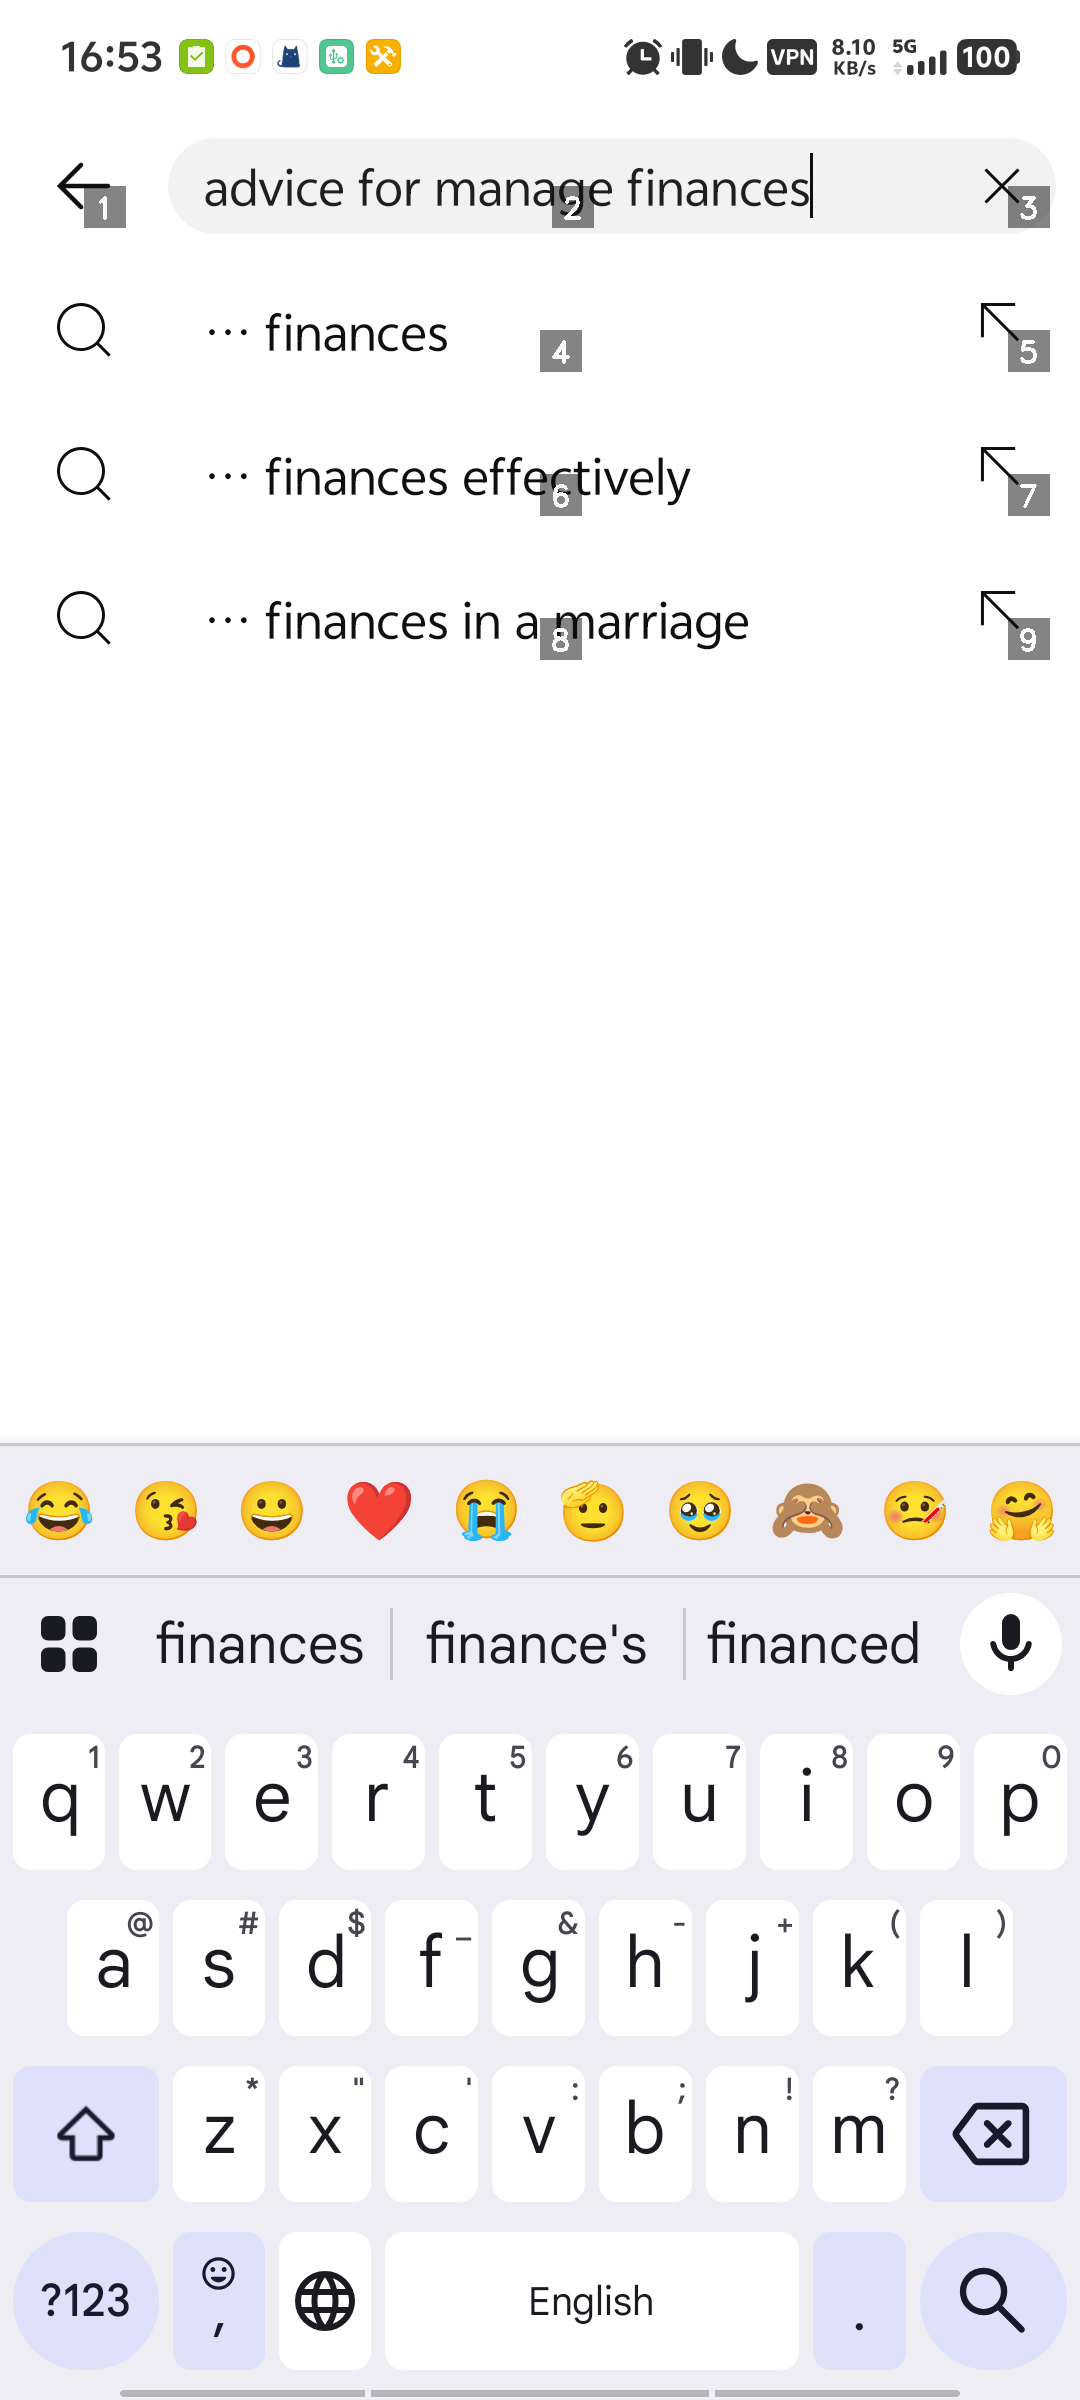 16:53
VPN
8.10 KB/s
5G
100
1
advice for manage finances
2
3
··· finances
4
5
··· finances effectively
6
7
··· finances in a marriage
8
9
finances
finance's
financed
q 1 w 2 e 3 r 4 t 5 y 6 u 7 i 8 o 9 p 0
a @ s # d $ f _ g & h - j + k ( l )
z * x " c ' v : b ; n ! m ?
?123
,
English
.